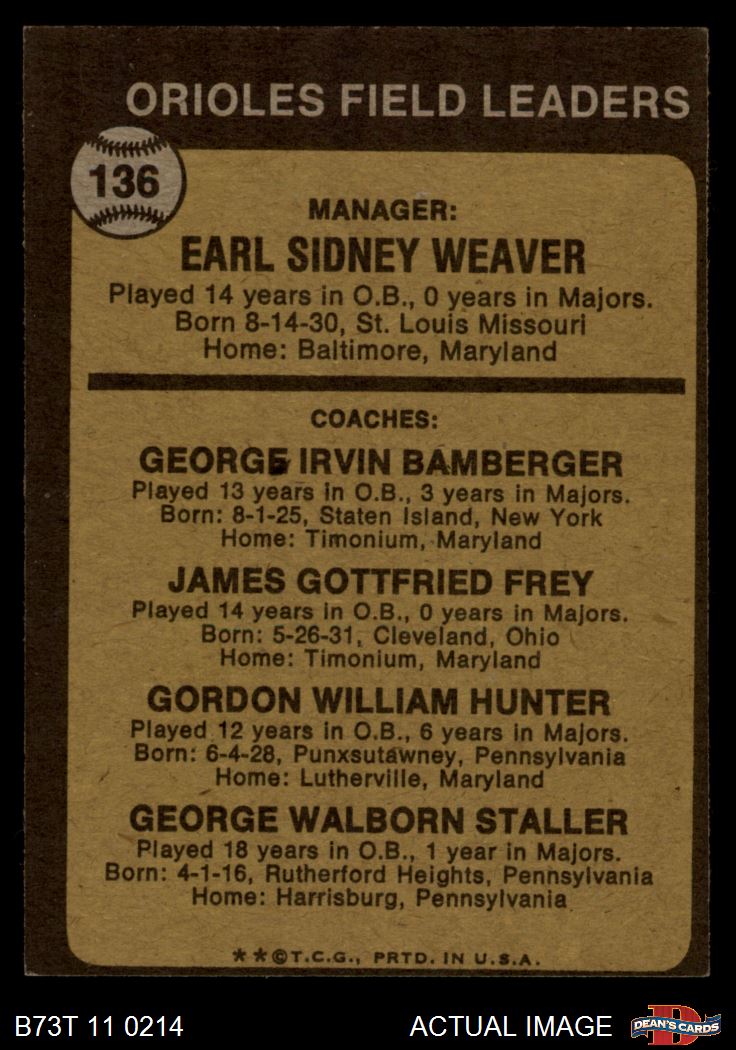 ORIOLES FIELD LEADERS
136
MANAGER:
EARL SIDNEY WEAVER
Played 14 years in O.B., 0 years in Majors.
Born 8-14-30, St. Louis Missouri
Home: Baltimore, Maryland
COACHES:
GEORGE IRVIN BAMBERGER
Played 13 years in O.B., 3 years in Majors.
Born: 8-1-25, Staten Island, New York
Home: Timonium, Maryland
JAMES GOTTFRIED FREY
Played 14 years in O.B., 0 years in Majors.
Born: 5-26-31, Cleveland, Ohio
Home: Timonium, Maryland
GORDON WILLIAM HUNTER
Played 12 years in O.B., 6 years in Majors.
Born: 6-4-28, Punxsutawney, Pennsylvania
Home: Lutherville, Maryland
GEORGE WALBORN STALLER
Played 18 years in O.B., 1 year in Majors.
Born: 4-1-16, Rutherford Heights, Pennsylvania
Home: Harrisburg, Pennsylvania
**©T.C.G., PRTD. IN U.S.A.
B73T 11 0214
ACTUAL IMAGE
D
DEAN'S CARDS